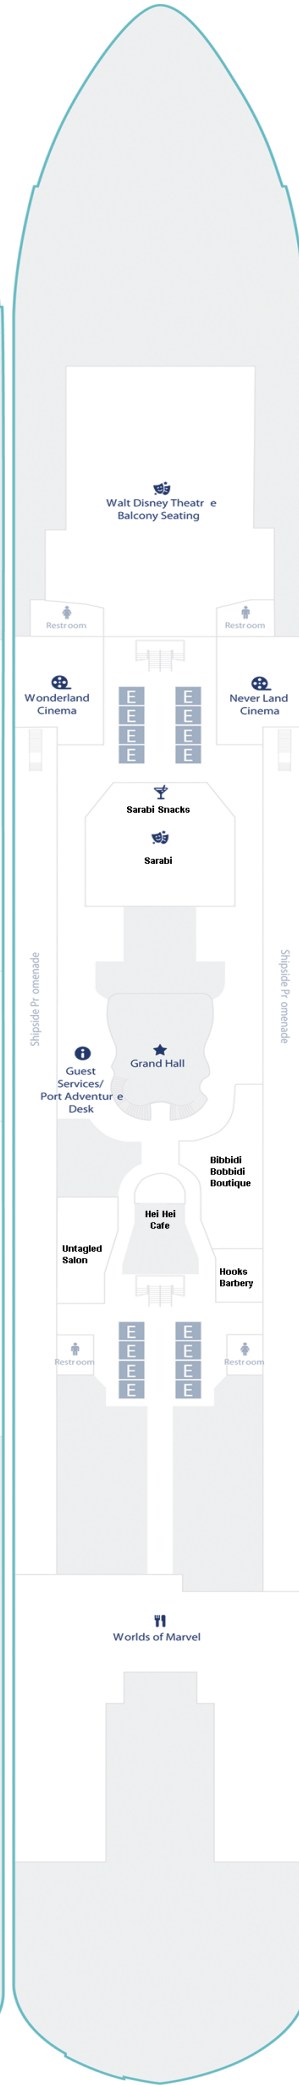 Walt Disney Theatr e
Balcony Seating
Restroom
Restroom
Wonderland
Cinema
Never Land
Cinema
E E
E E
E E
E E
Sarabi Snacks
Sarabi
Shipside Pr omenade
Shipside Pr omenade
Grand Hall
Guest
Services/
Port Adventur e
Desk
Bibbidi
Bobbidi
Boutique
Hei Hei
Cafe
Untagled
Salon
Hooks
Barbery
E E
E E
E E
E E
Restroom
Restroom
Worlds of Marvel